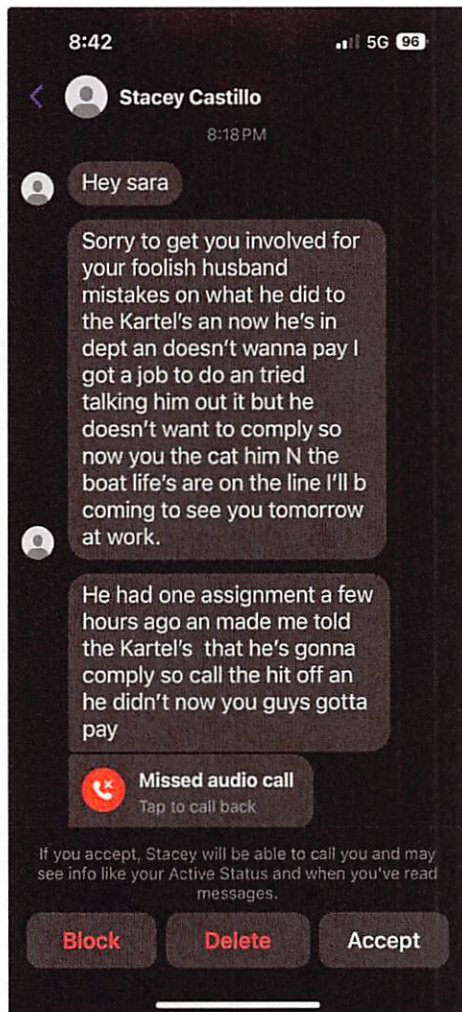 8:42
5G 96
Stacey Castillo
8:18 PM
Hey sara
Sorry to get you involved for
your foolish husband
mistakes on what he did to
the Kartel's an now he's in
dept an doesn't wanna pay I
got a job to do an tried
talking him out it but he
doesn't want to comply so
now you the cat him N the
boat life's are on the line I'll b
coming to see you tomorrow
at work.
He had one assignment a few
hours ago an made me told
the Kartel's that he's gonna
comply so call the hit off an
he didn't now you guys gotta
pay
Missed audio call
Tap to call back
If you accept, Stacey will be able to call you and may
see info like your Active Status and when you've read
messages.
Block
Delete
Accept